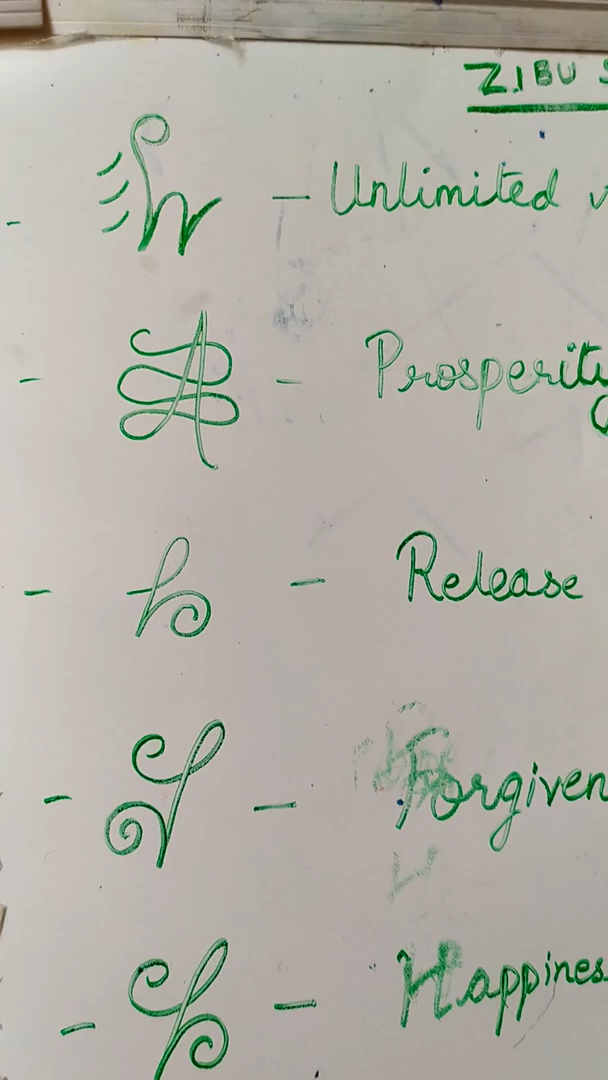 ZIBU S
- - Unlimited
- - Prosperity
- - Release
- - Forgiven
- - Happines